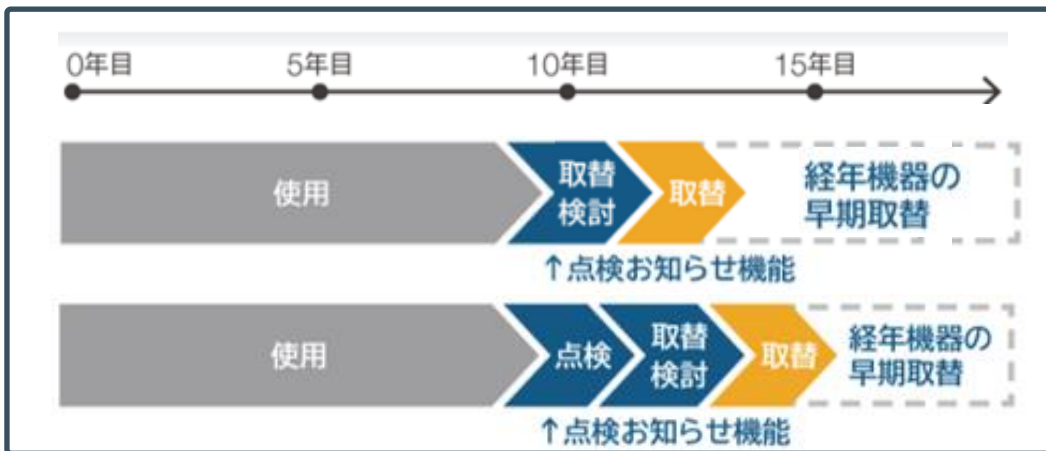 0年目 5年目 10年目 15年目
使用
取替
検討
取替
経年機器の
早期取替
↑点検お知らせ機能
使用
点検
取替
検討
取替
経年機器の
早期取替
↑点検お知らせ機能